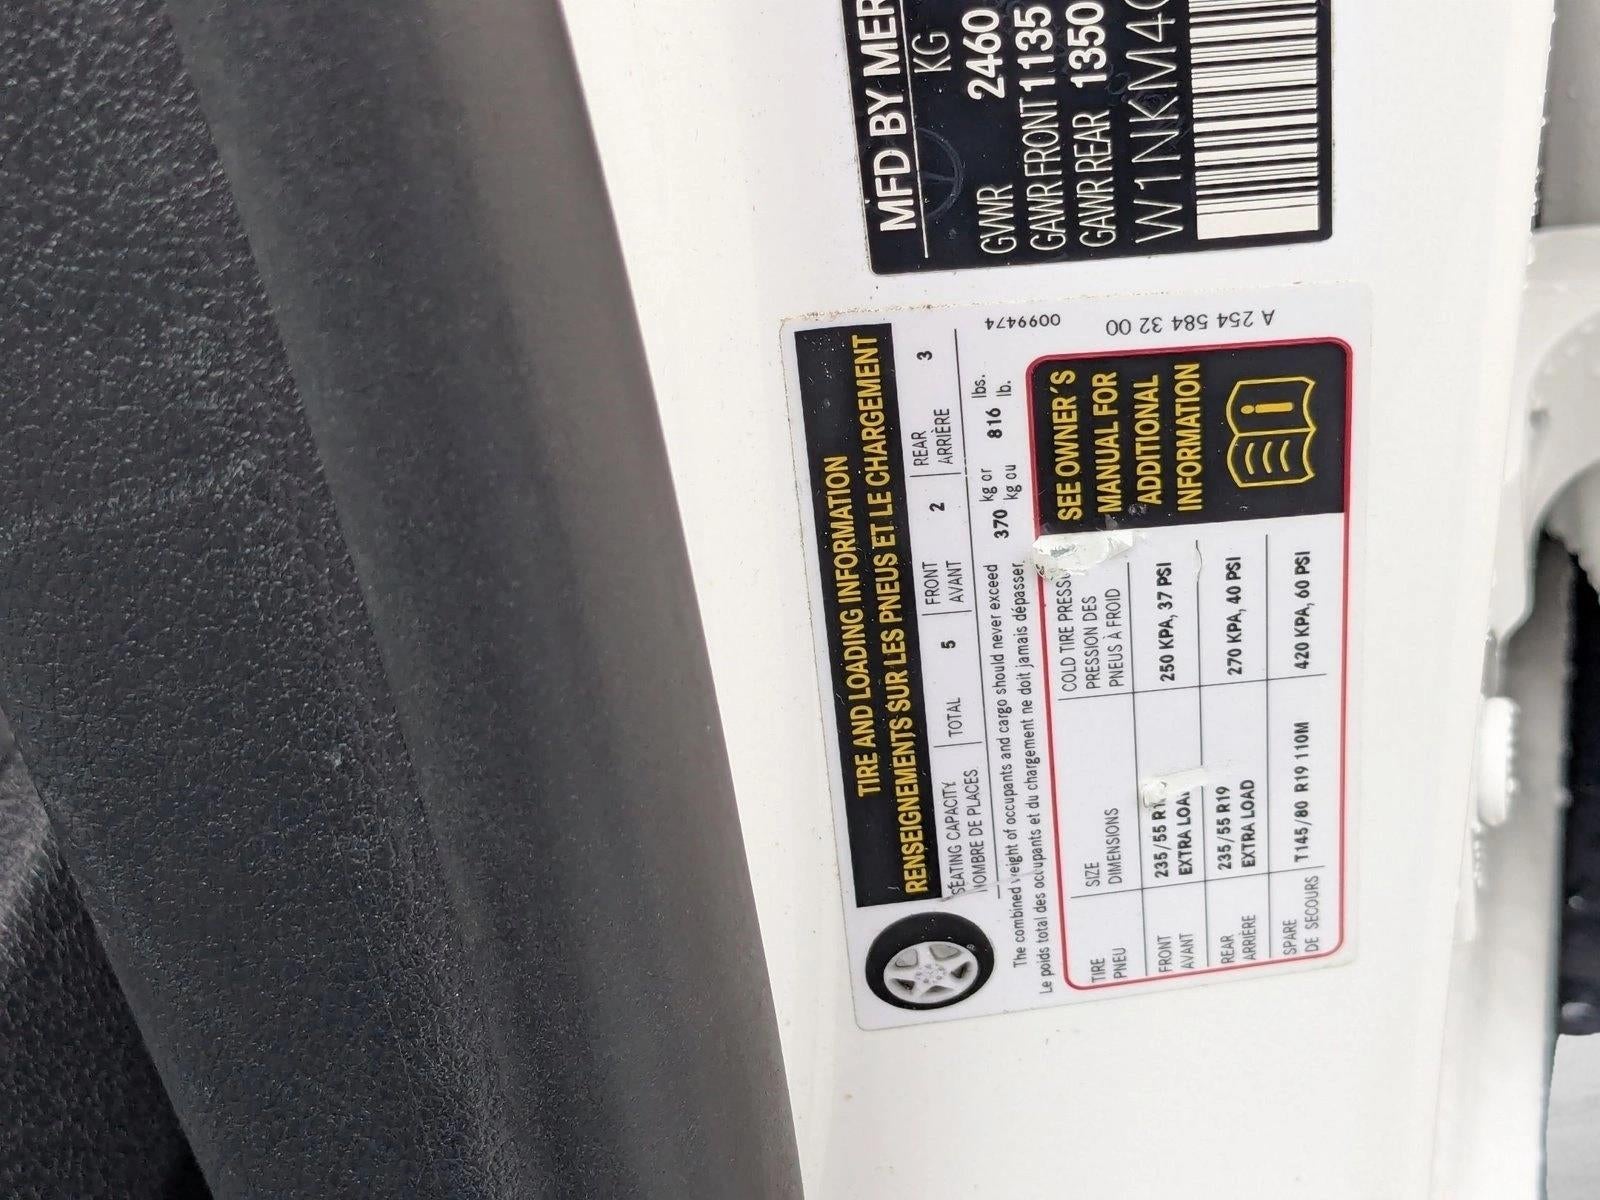 TIRE AND LOADING INFORMATION
RENSEIGNEMENTS SUR LES PNEUS ET LE CHARGEMENT
SEATING CAPACITY TOTAL 5 FRONT 2 REAR 3
NOMBRE DE PLACES AVANT ARRIÈRE
The combined weight of occupants and cargo should never exceed 370 kg or 816 lbs.
Le poids total des occupants et du chargement ne doit jamais dépasser kg ou lb.
TIRE SIZE COLD TIRE
PNEU DIMENSIONS PRESSION DES
PNEUS À FROID
FRONT 235/55 250 KPA, 37 PSI
AVANT EXTRA
REAR 235/55 R19 270 KPA, 40 PSI
ARRIÈRE EXTRA LOAD
SPARE T145/80 R19 110M 420 KPA, 60 PSI
DE SECOURS
SEE OWNER'S
MANUAL FOR
ADDITIONAL
INFORMATION
0099474
A 254 584 32 00
MFD BY MER
KG
GVWR 2460
GAWR FRONT 1135
GAWR REAR 1350
W1NKM4